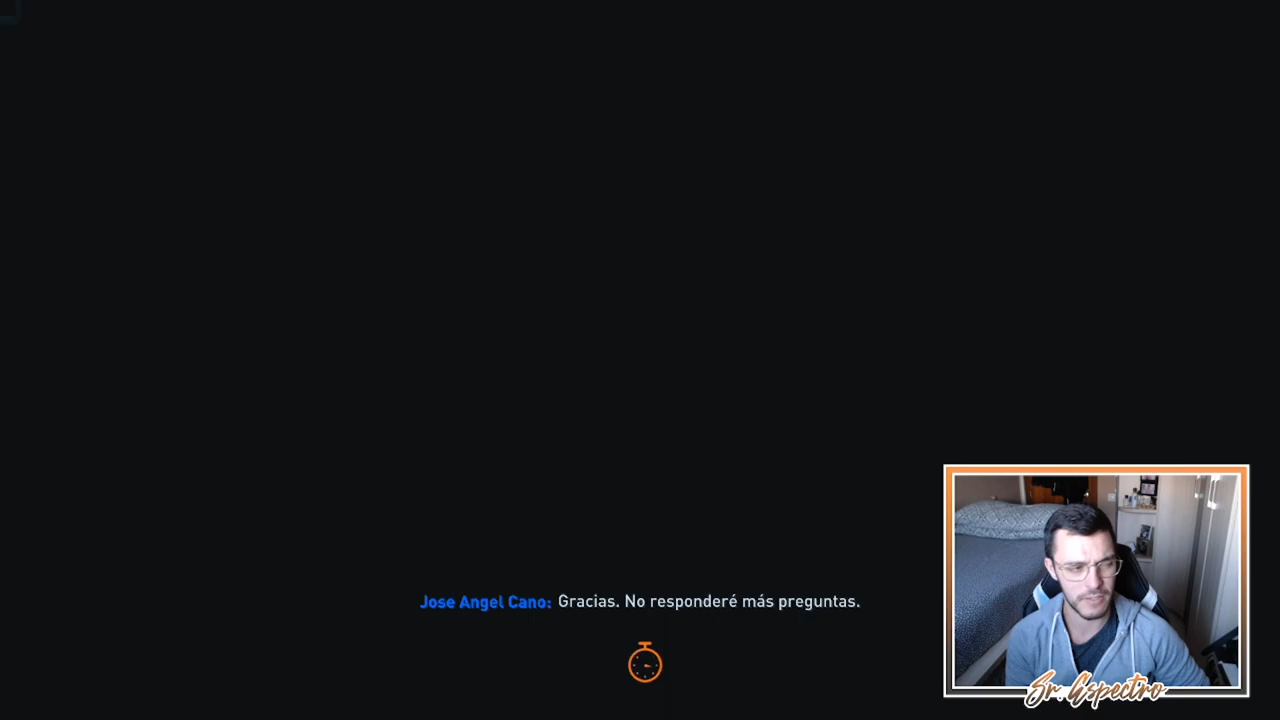 Jose Angel Cano: Gracias. No responderé más preguntas.
Sr. Espectro